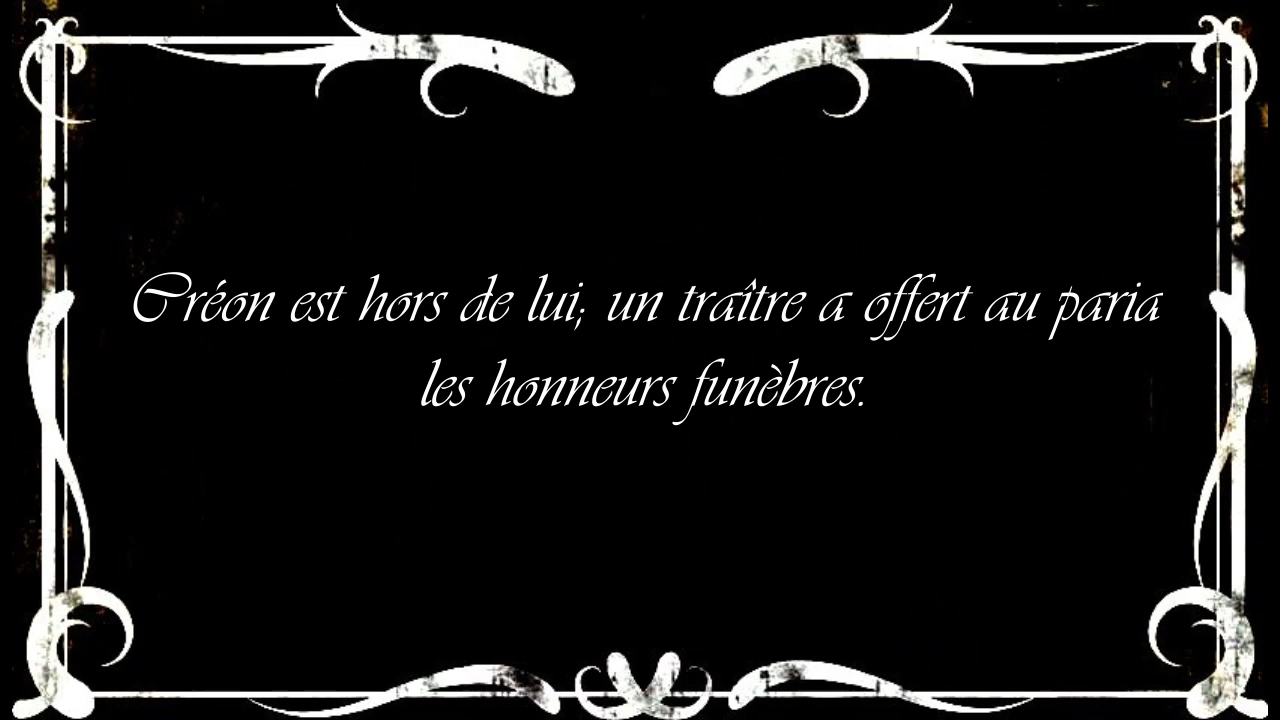 Créon est hors de lui; un traître a offert au paria
les honneurs funèbres.